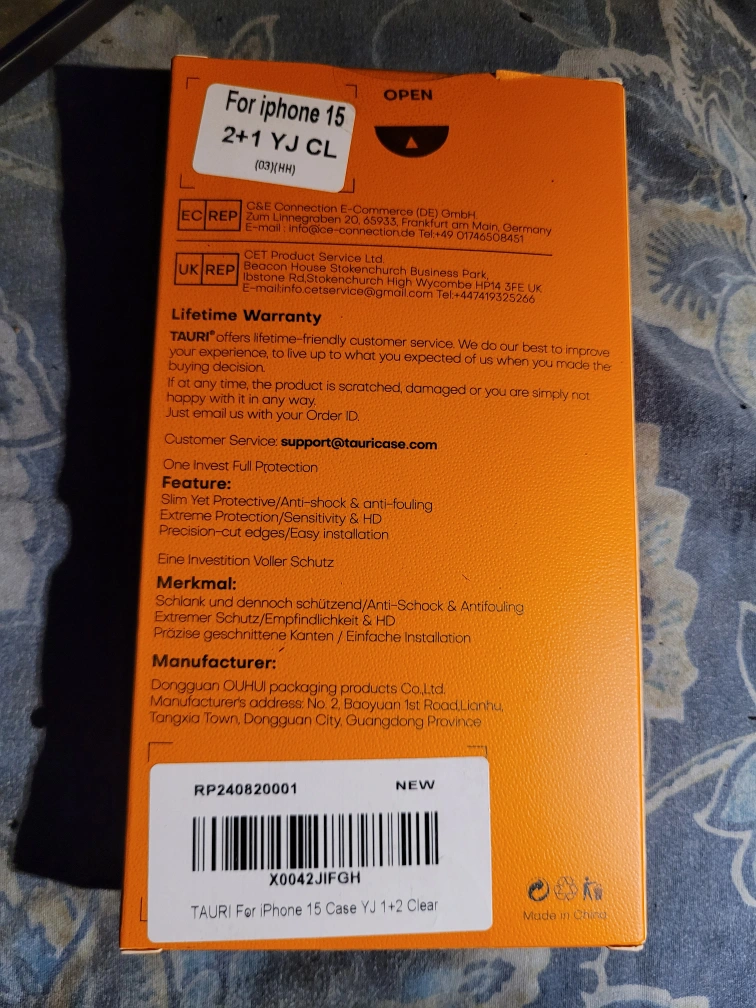 For iphone 15
2+1 YJ CL
(03)(HH)
OPEN
EC REP
C&E Connection E-Commerce (DE) GmbH
Zum Linnegraben 20, 65933, Frankfurt am Main, Germany
E-mail : info@ce-connection.de Tel:+49 01746508451
UK REP
CET Product Service Ltd.
Beacon House Stokenchurch Business Park,
Ibstone Rd,Stokenchurch High Wycombe HP14 3FE UK
E-mail:info.cetservice@gmail.com Tel:+447419325266
Lifetime Warranty
TAURI® offers lifetime-friendly customer service. We do our best to improve
your experience, to live up to what you expected of us when you made the
buying decision.
If at any time, the product is scratched, damaged or you are simply not
happy with it in any way.
Just email us with your Order ID.
Customer Service: support@tauricase.com
One Invest Full Protection
Feature:
Slim Yet Protective/Anti-shock & anti-fouling
Extreme Protection/Sensitivity & HD
Precision-cut edges/Easy installation
Eine Investition Voller Schutz
Merkmal:
Schlank und dennoch schützend/Anti-Schock & Antifouling
Extremer Schutz/Empfindlichkeit & HD
Präzise geschnittene Kanten / Einfache Installation
Manufacturer:
Dongguan OUHUI packaging products Co.,Ltd.
Manufacturer's address: No. 2, Baoyuan 1st Road,Lianhu,
Tangxia Town, Dongguan City, Guangdong Province
RP240820001 NEW
X0042JIFGH
TAURI For iPhone 15 Case YJ 1+2 Clear
Made in China